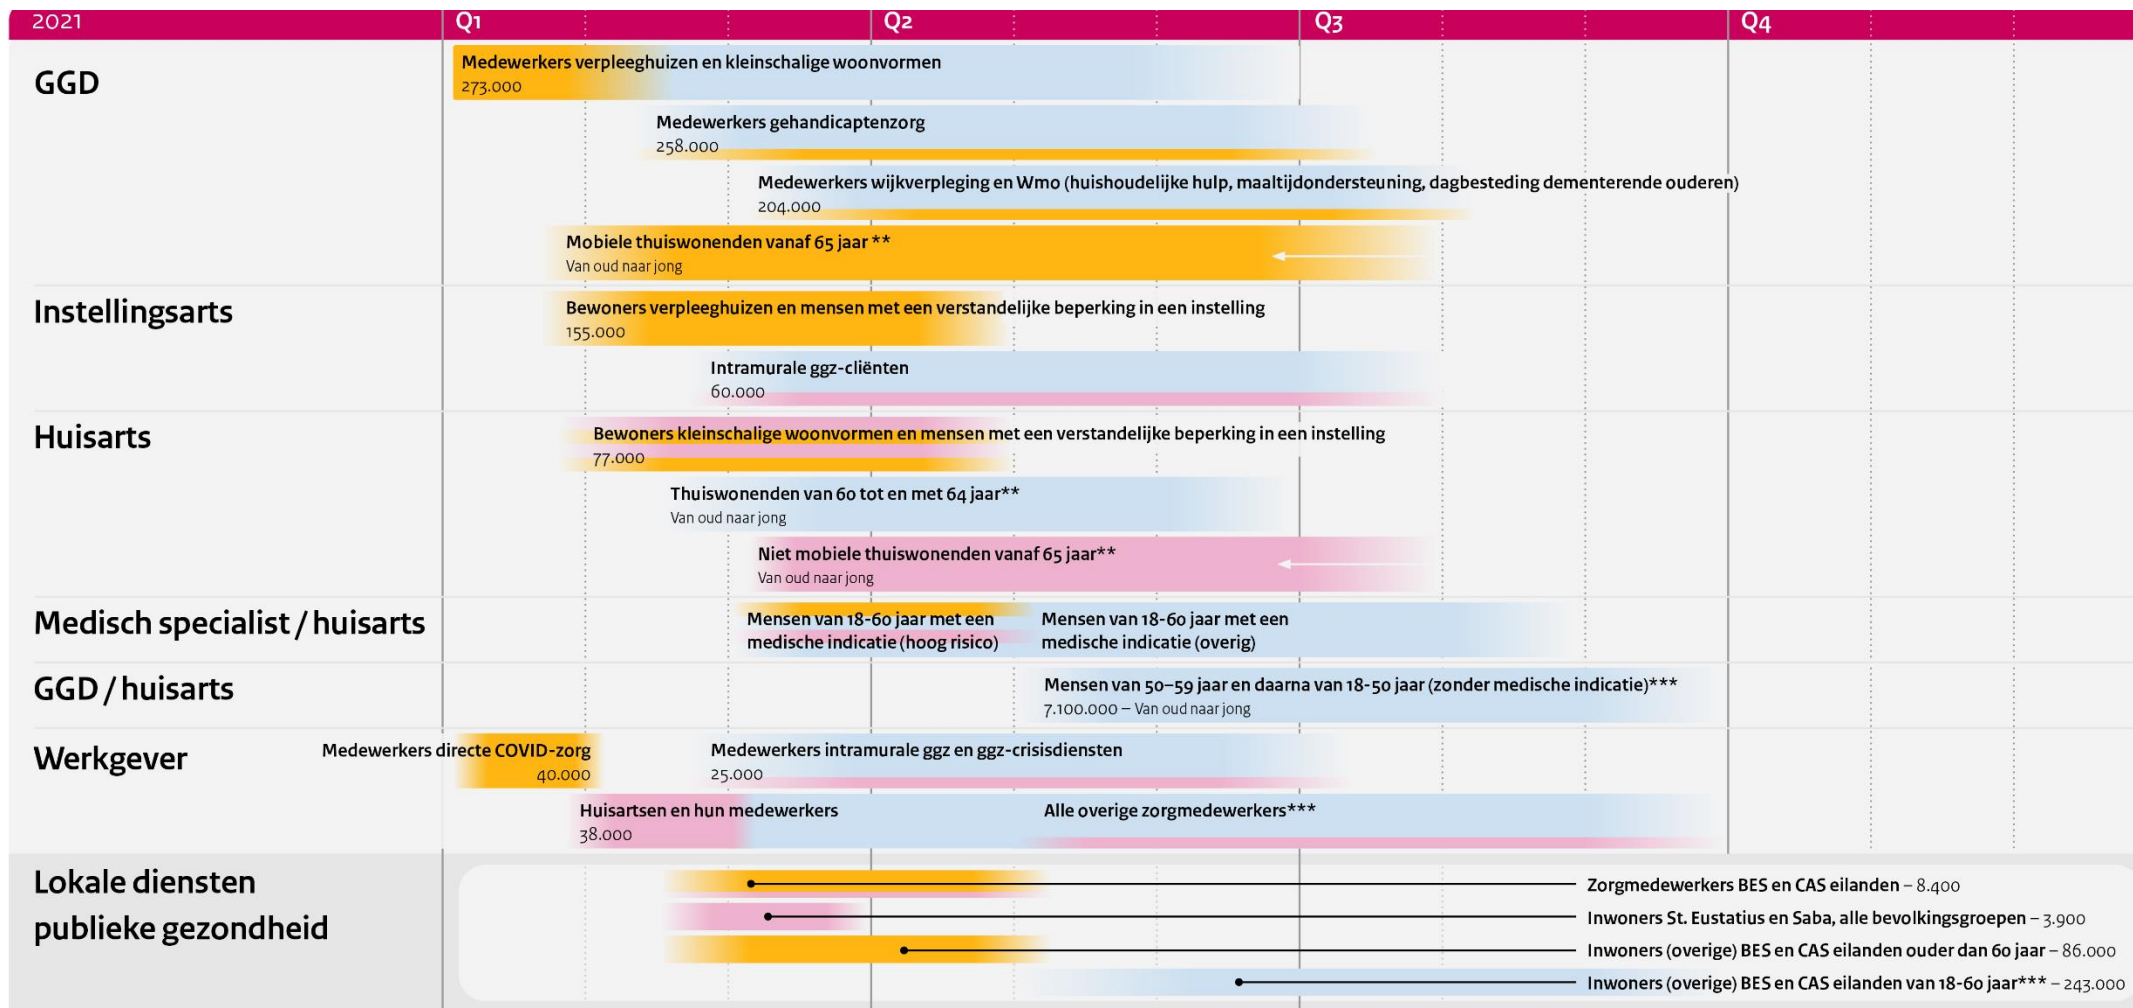 2021 Q1 Q2 Q3 Q4
GGD
Medewerkers verpleeghuizen en kleinschalige woonvormen
273.000
Medewerkers gehandicaptenzorg
258.000
Medewerkers wijkverpleging en Wmo (huishoudelijke hulp, maaltijdondersteuning, dagbesteding dementerende ouderen)
204.000
Mobiele thuiswonenden vanaf 65 jaar **
Van oud naar jong
Instellingsarts
Bewoners verpleeghuizen en mensen met een verstandelijke beperking in een instelling
155.000
Intramurale ggz-cliënten
60.000
Huisarts
Bewoners kleinschalige woonvormen en mensen met een verstandelijke beperking in een instelling
77.000
Thuiswonenden van 60 tot en met 64 jaar**
Van oud naar jong
Niet mobiele thuiswonenden vanaf 65 jaar**
Van oud naar jong
Medisch specialist / huisarts
Mensen van 18-60 jaar met een
medische indicatie (hoog risico)
Mensen van 18-60 jaar met een
medische indicatie (overig)
GGD / huisarts
Mensen van 50–59 jaar en daarna van 18-50 jaar (zonder medische indicatie)***
7.100.000 – Van oud naar jong
Werkgever
Medewerkers directe COVID-zorg
40.000
Medewerkers intramurale ggz en ggz-crisisdiensten
25.000
Huisartsen en hun medewerkers
38.000
Alle overige zorgmedewerkers***
Lokale diensten
publieke gezondheid
Zorgmedewerkers BES en CAS eilanden – 8.400
Inwoners St. Eustatius en Saba, alle bevolkingsgroepen – 3.900
Inwoners (overige) BES en CAS eilanden ouder dan 60 jaar – 86.000
Inwoners (overige) BES en CAS eilanden van 18-60 jaar*** – 243.000